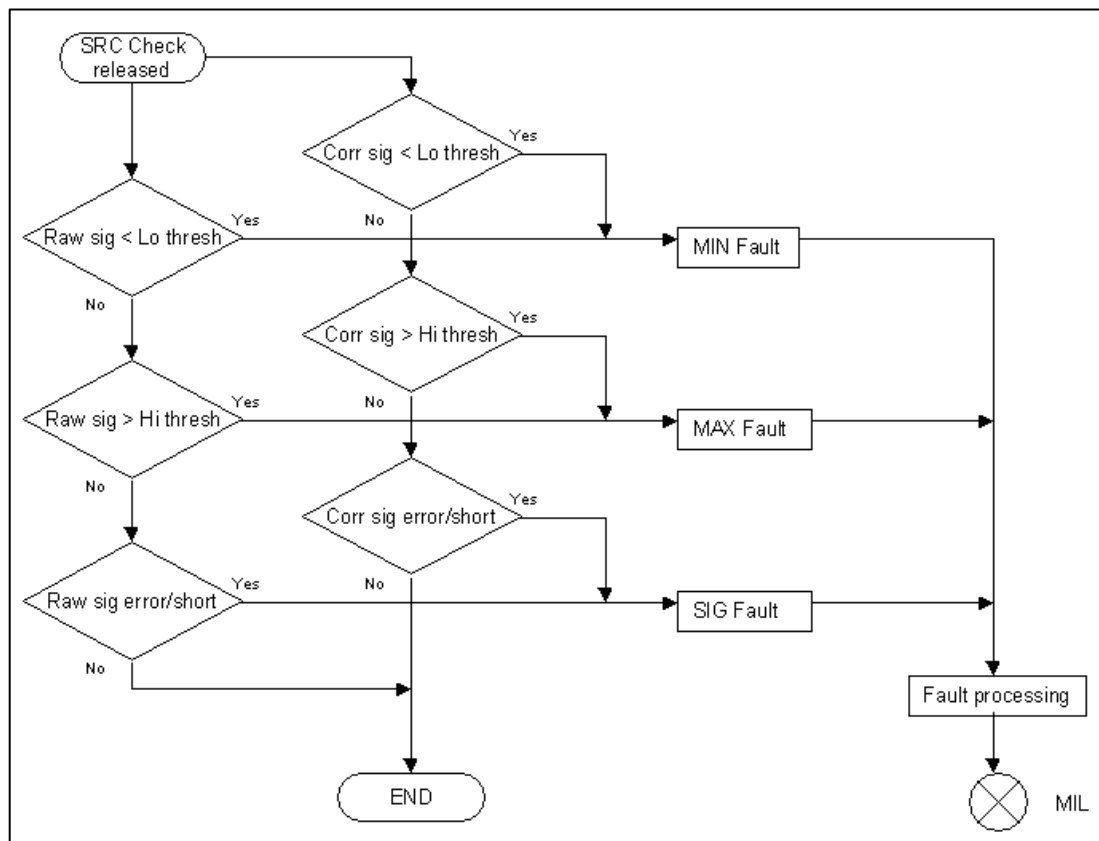 SRC Check
released
Yes
Corr sig < Lo thresh
No
Yes
Raw sig < Lo thresh
MIN Fault
No
Yes
Corr sig > Hi thresh
No
Yes
Raw sig > Hi thresh
MAX Fault
No
Yes
Corr sig error/short
No
Yes
Raw sig error/short
SIG Fault
No
Fault processing
END
MIL